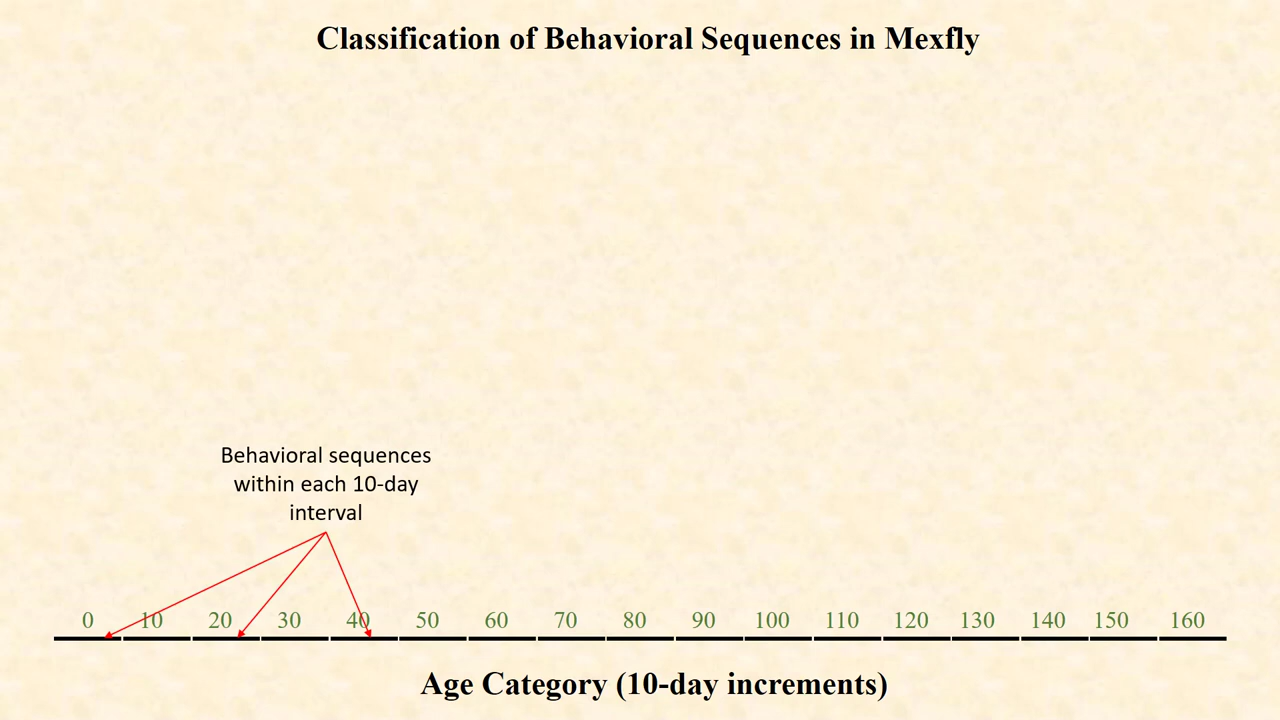 Classification of Behavioral Sequences in Mexfly
Behavioral sequences
within each 10-day
interval
0 10 20 30 40 50 60 70 80 90 100 110 120 130 140 150 160
Age Category (10-day increments)